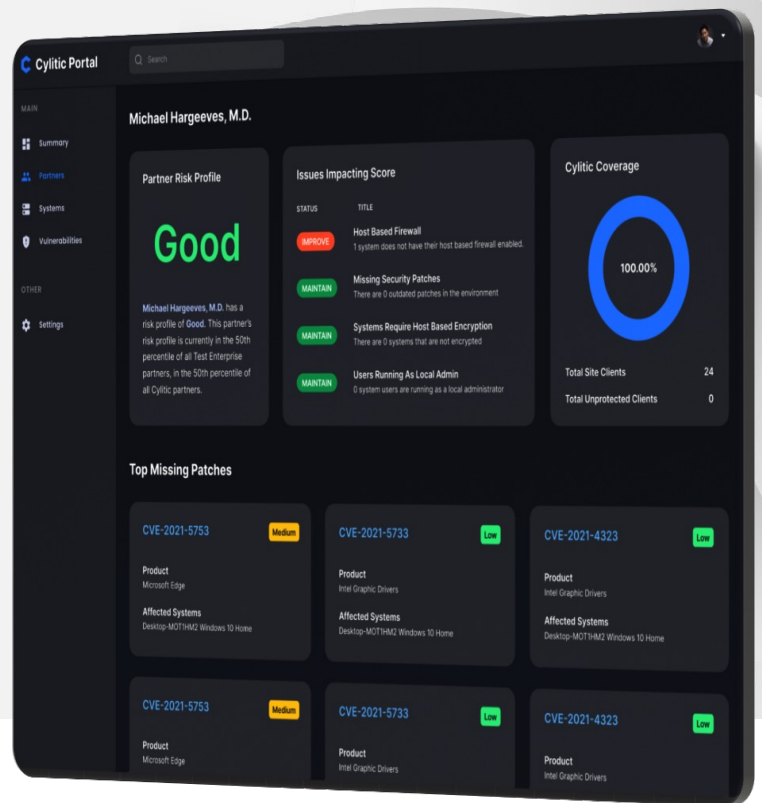 Cylitic Portal
Search
MAIN
Summary
Partners
Systems
Vulnerabilities
OTHER
Settings
Michael Hargeeves, M.D.
Partner Risk Profile
Good
Michael Hargeeves, M.D. has a
risk profile of Good. This partner's
risk profile is currently in the 50th
percentile of all Test Enterprise
partners, in the 50th percentile of
all Cylitic partners.
Issues Impacting Score
STATUS TITLE
IMPROVE Host Based Firewall
1 system does not have their host based firewall enabled.
MAINTAIN Missing Security Patches
There are 0 outdated patches in the environment
MAINTAIN Systems Require Host Based Encryption
There are 0 systems that are not encrypted
MAINTAIN Users Running As Local Admin
0 system users are running as a local administrator
Cylitic Coverage
100.00%
Total Site Clients 24
Total Unprotected Clients 0
Top Missing Patches
CVE-2021-5753 Medium
Product
Microsoft Edge
Affected Systems
Desktop-MOT1HM2 Windows 10 Home
CVE-2021-5733 Low
Product
Intel Graphic Drivers
Affected Systems
Desktop-MOT1HM2 Windows 10 Home
CVE-2021-4323 Low
Product
Intel Graphic Drivers
Affected Systems
Desktop-MOT1HM2 Windows 10 Home
CVE-2021-5753 Medium
Product
Microsoft Edge
CVE-2021-5733 Low
Product
Intel Graphic Drivers
CVE-2021-4323 Low
Product
Intel Graphic Drivers